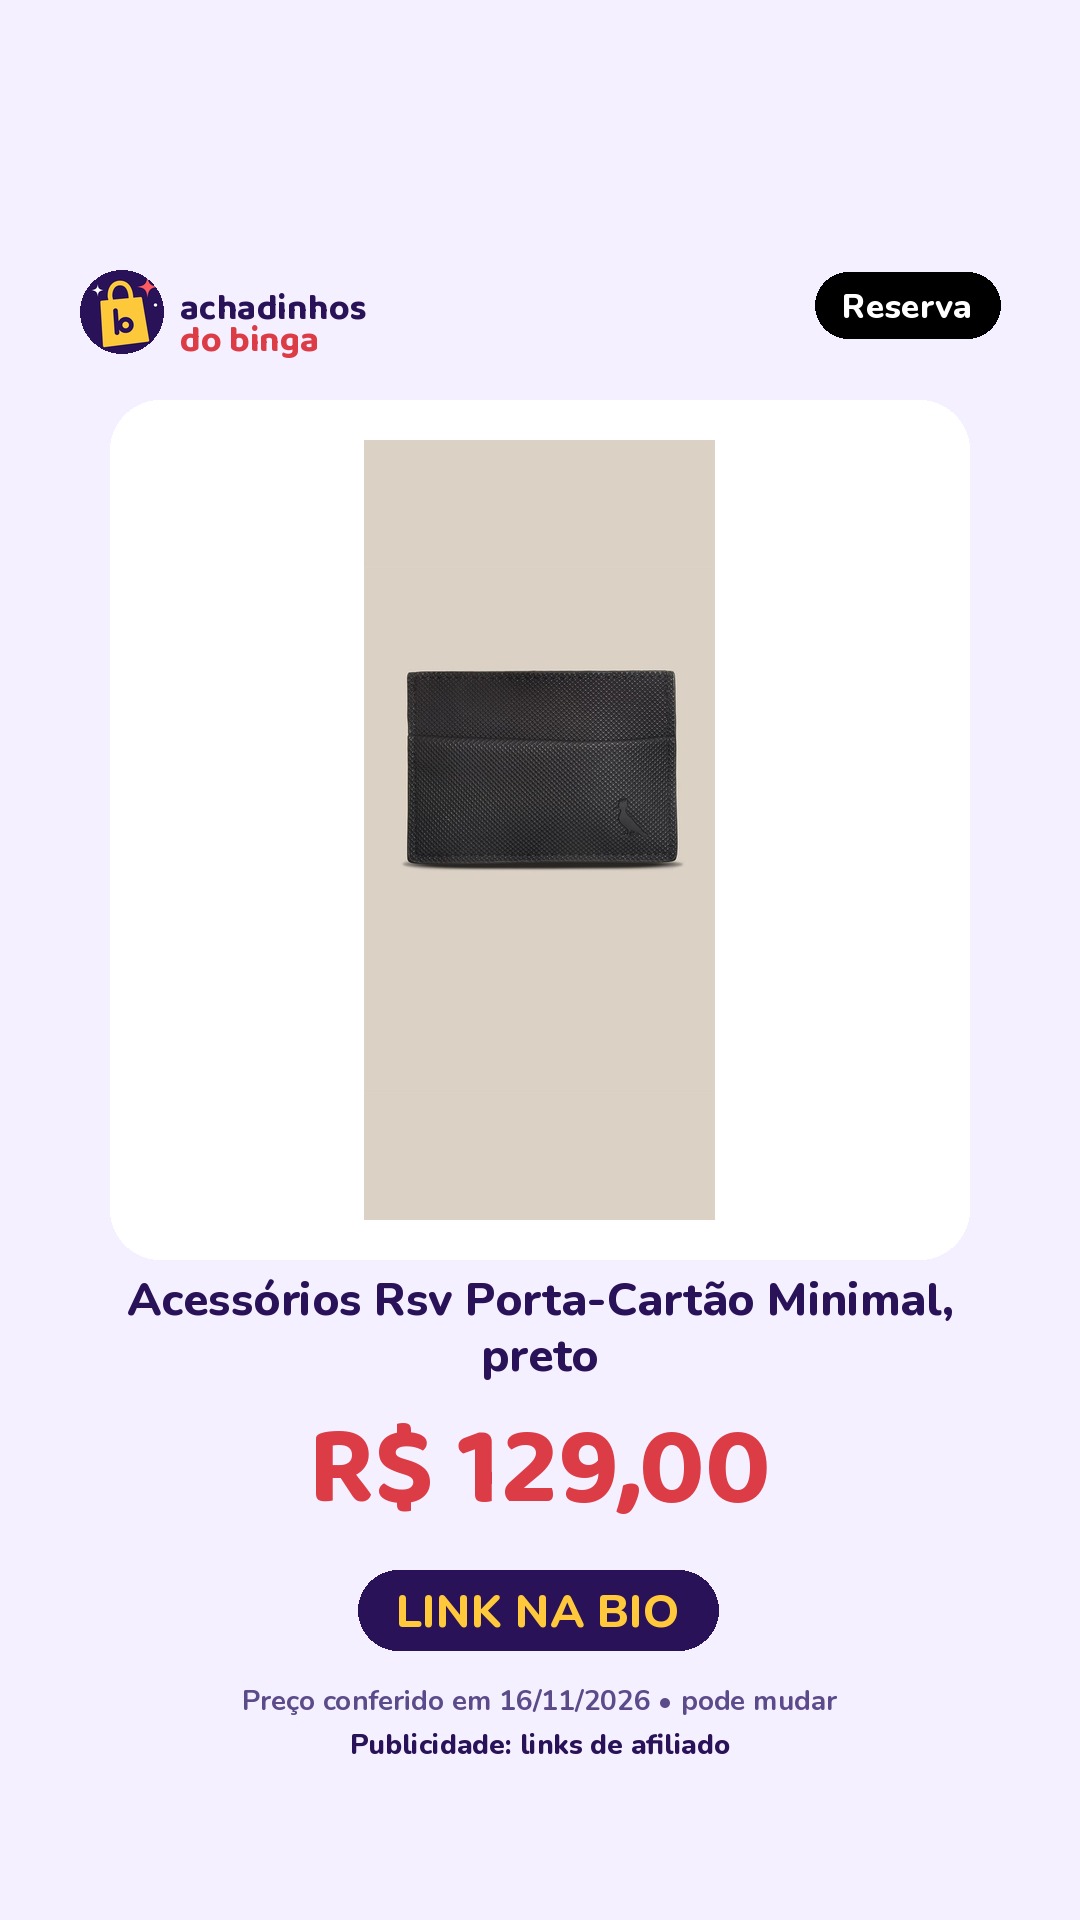 achadinhos
do binga
b
Reserva
Acessórios Rsv Porta-Cartão Minimal,
preto
R$ 129,00
LINK NA BIO
Preço conferido em 16/11/2026 • pode mudar
Publicidade: links de afiliado